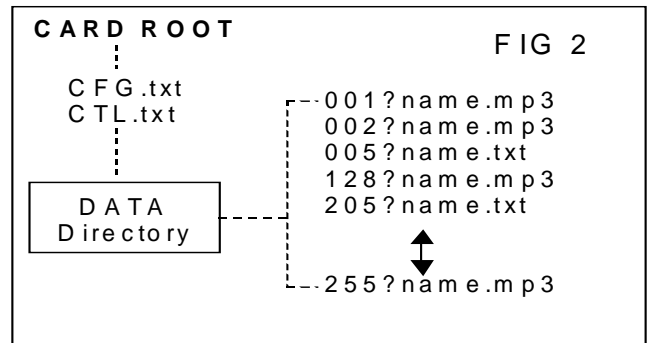 CARD ROOT
FIG 2
CFG.txt
CTL.txt
DATA
Directory
001?name.mp3
002?name.mp3
005?name.txt
128?name.mp3
205?name.txt
255?name.mp3